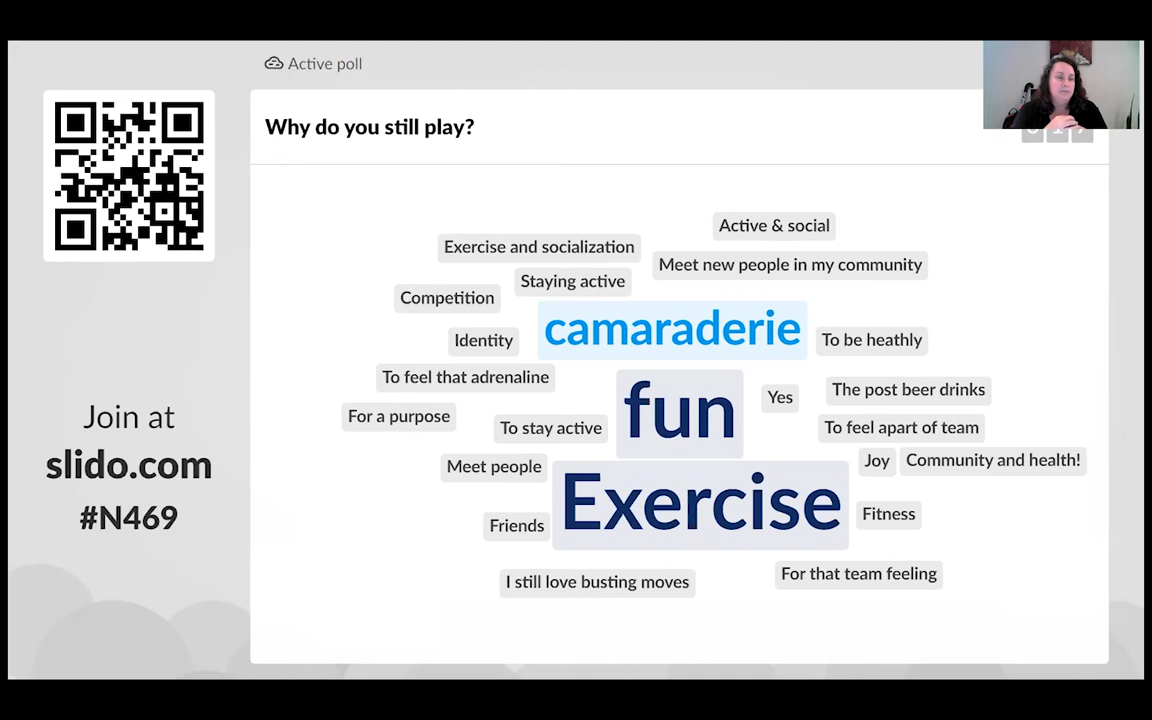 Active poll
Why do you still play?
Active & social
Exercise and socialization
Meet new people in my community
Staying active
Competition
camaraderie
Identity
To be heathly
To feel that adrenaline
fun
Yes
The post beer drinks
For a purpose
To stay active
To feel apart of team
Meet people
Joy
Community and health!
Exercise
Friends
Fitness
I still love busting moves
For that team feeling
Join at
slido.com
#N469